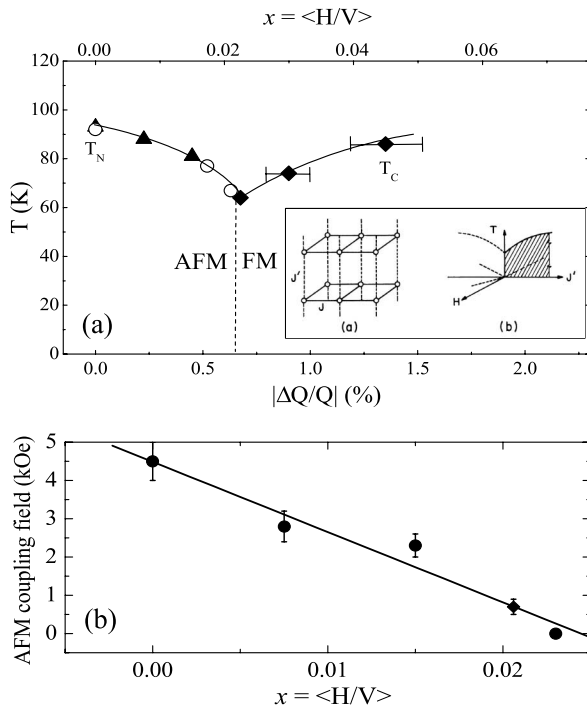 x = <H/V>
0.00 0.02 0.04 0.06
120
100
80
60
40
20
0
T (K)
T_N
T_C
AFM FM
J'
J
(a)
T
J'
H
(b)
(a)
0.0 0.5 1.0 1.5 2.0
|ΔQ/Q| (%)
5
4
3
2
1
0
AFM coupling field (kOe)
(b)
0.00 0.01 0.02
x = <H/V>